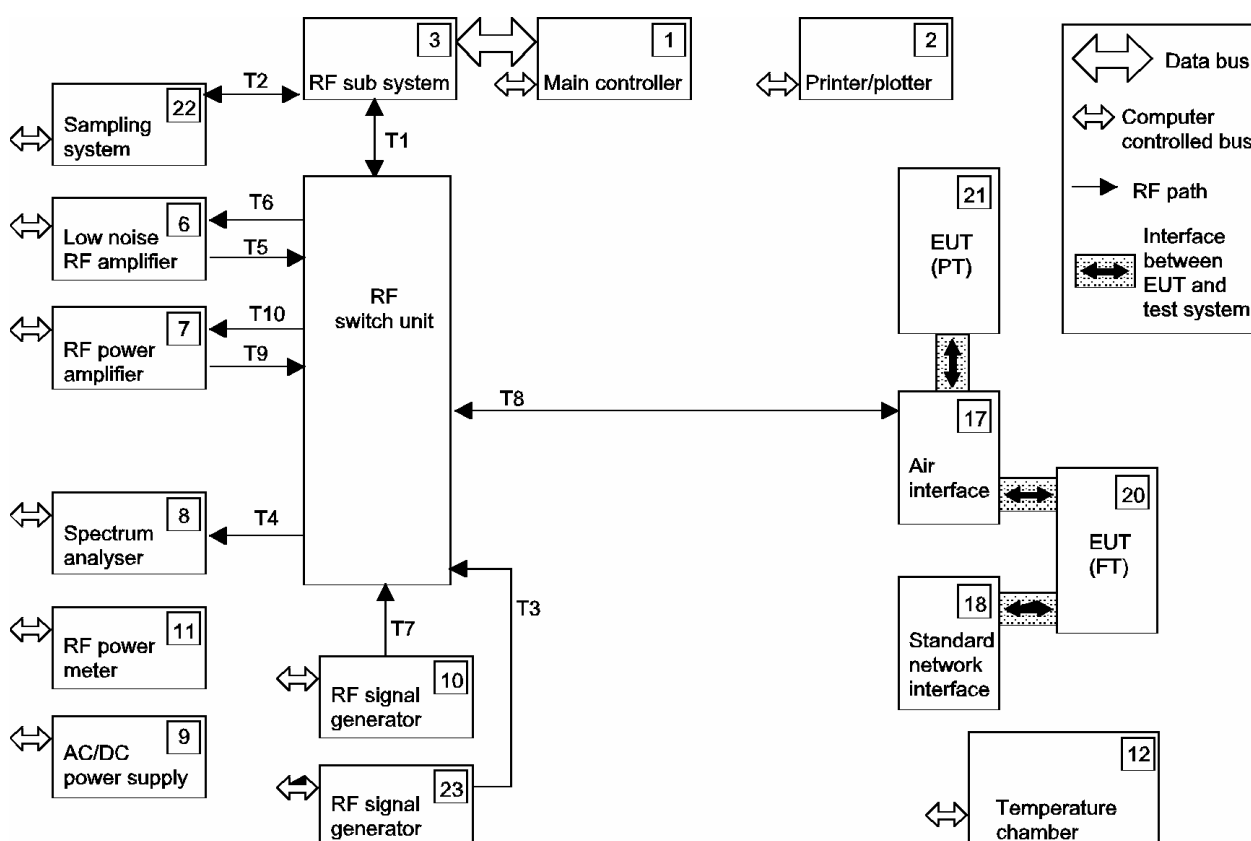 3
RF sub system
1
Main controller
2
Printer/plotter
Data bus
Computer
controlled bus
RF path
Interface
between
EUT and
test system
T2
22
Sampling
system
T1
6
Low noise
RF amplifier
T6
T5
7
RF power
amplifier
T10
T9
RF
switch unit
21
EUT
(PT)
T8
17
Air
interface
20
EUT
(FT)
8
Spectrum
analyser
T4
18
Standard
network
interface
11
RF power
meter
T7
T3
10
RF signal
generator
9
AC/DC
power supply
23
RF signal
generator
12
Temperature
chamber